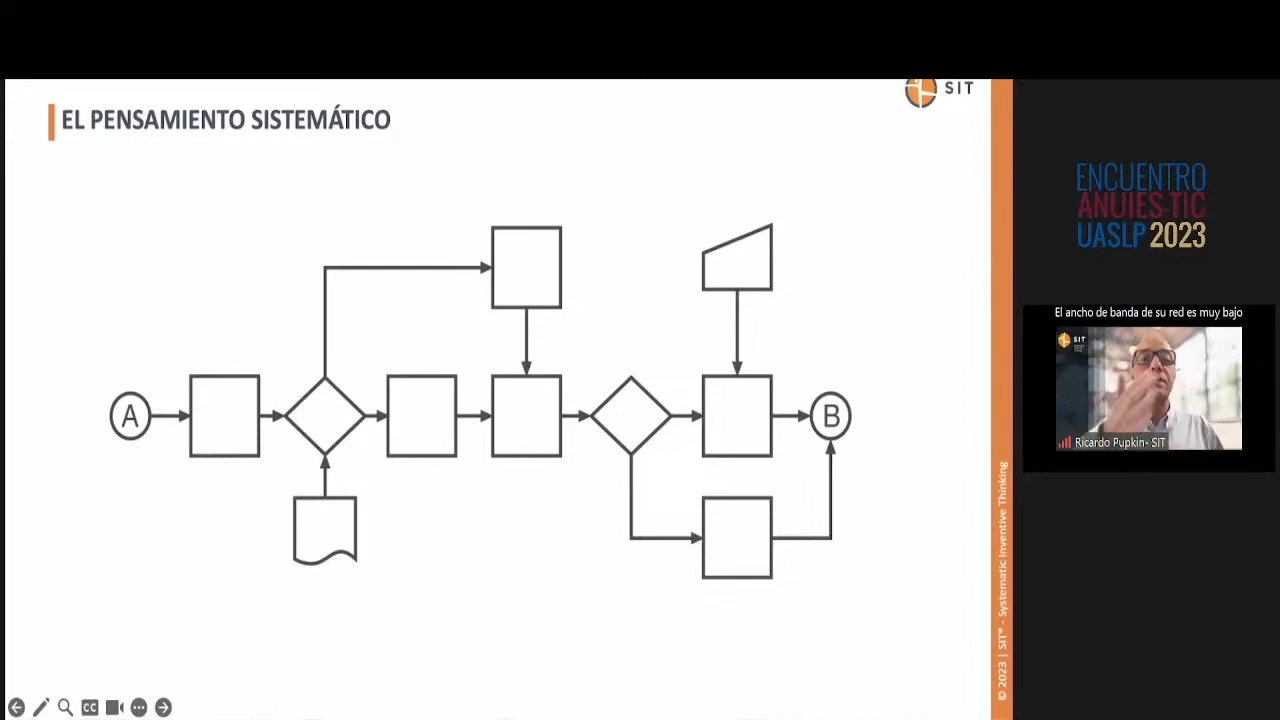 SIT
EL PENSAMIENTO SISTEMÁTICO
A
B
CC
© 2023 | SIT® - Systematic Inventive Thinking
ENCUENTRO
ANUIES-TIC
UASLP 2023
El ancho de banda de su red es muy bajo
SIT
Ricardo Pupkin- SIT